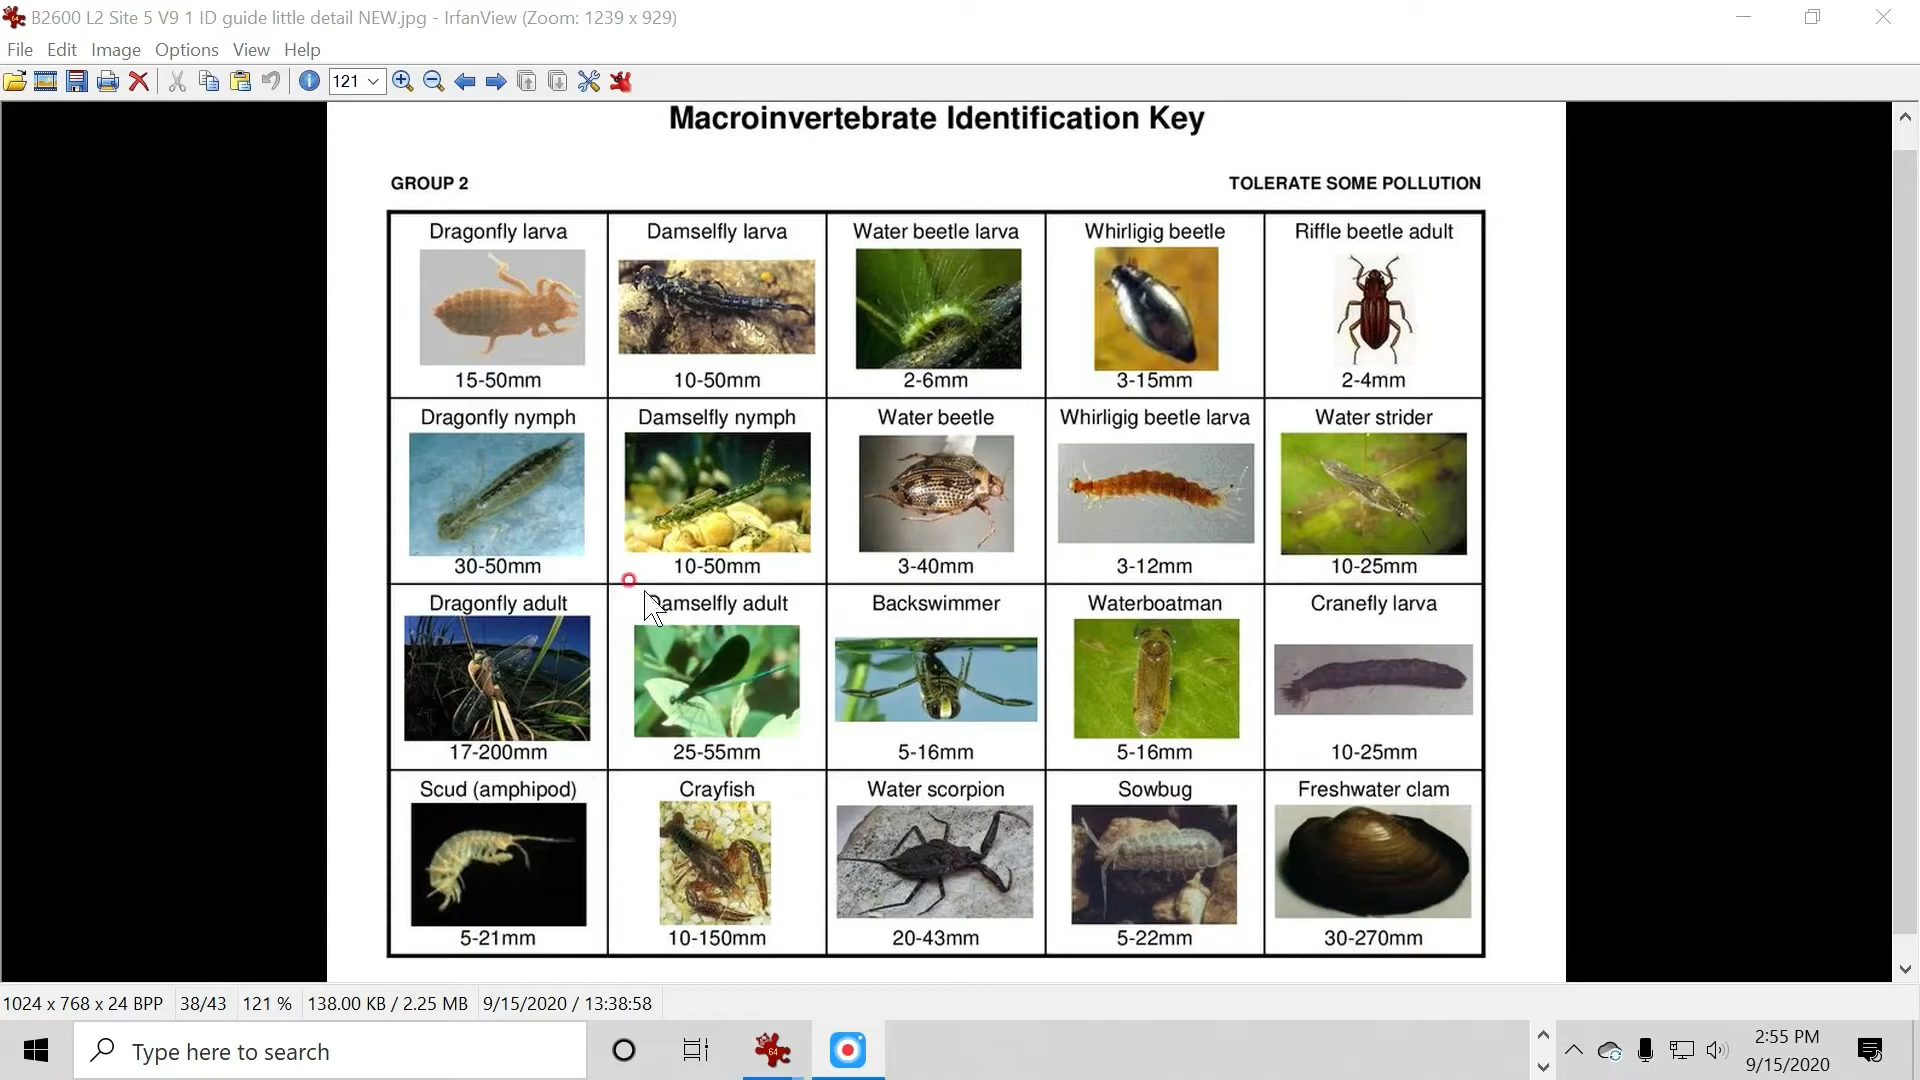 B2600 L2 Site 5 V9 1 ID guide little detail NEW.jpg - IrfanView (Zoom: 1239 x 929)
File Edit Image Options View Help
121
Macroinvertebrate Identification Key
GROUP 2 TOLERATE SOME POLLUTION
Dragonfly larva Damselfly larva Water beetle larva Whirligig beetle Riffle beetle adult
15-50mm 10-50mm 2-6mm 3-15mm 2-4mm
Dragonfly nymph Damselfly nymph Water beetle Whirligig beetle larva Water strider
30-50mm 10-50mm 3-40mm 3-12mm 10-25mm
Dragonfly adult Damselfly adult Backswimmer Waterboatman Cranefly larva
17-200mm 25-55mm 5-16mm 5-16mm 10-25mm
Scud (amphipod) Crayfish Water scorpion Sowbug Freshwater clam
5-21mm 10-150mm 20-43mm 5-22mm 30-270mm
1024 x 768 x 24 BPP 38/43 121 % 138.00 KB / 2.25 MB 9/15/2020 / 13:38:58
Type here to search
64
2:55 PM
9/15/2020